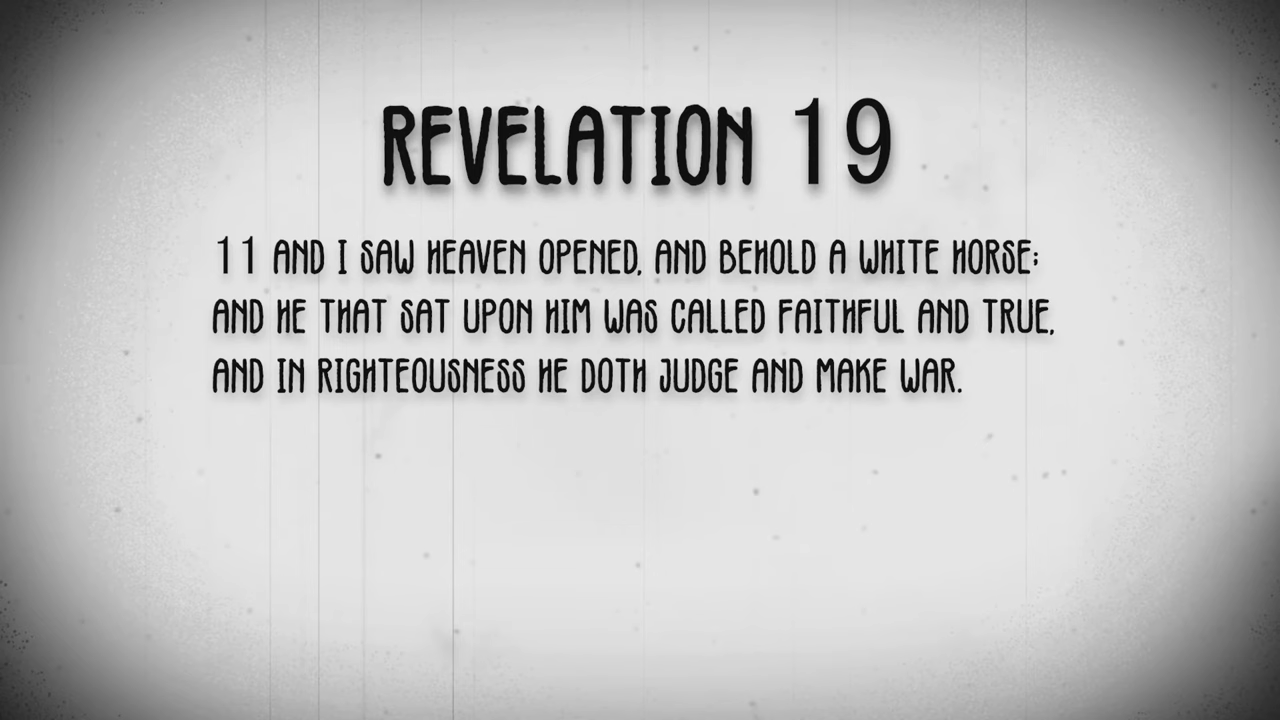 REVELATION 19
11 AND I SAW HEAVEN OPENED, AND BEHOLD A WHITE HORSE;
AND HE THAT SAT UPON HIM WAS CALLED FAITHFUL AND TRUE,
AND IN RIGHTEOUSNESS HE DOTH JUDGE AND MAKE WAR.